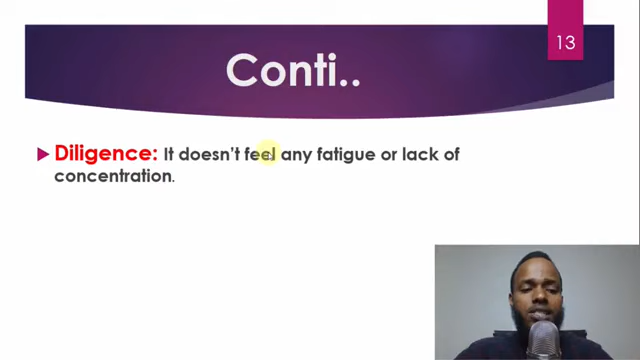 13
Conti..
Diligence: It doesn't feel any fatigue or lack of
concentration.